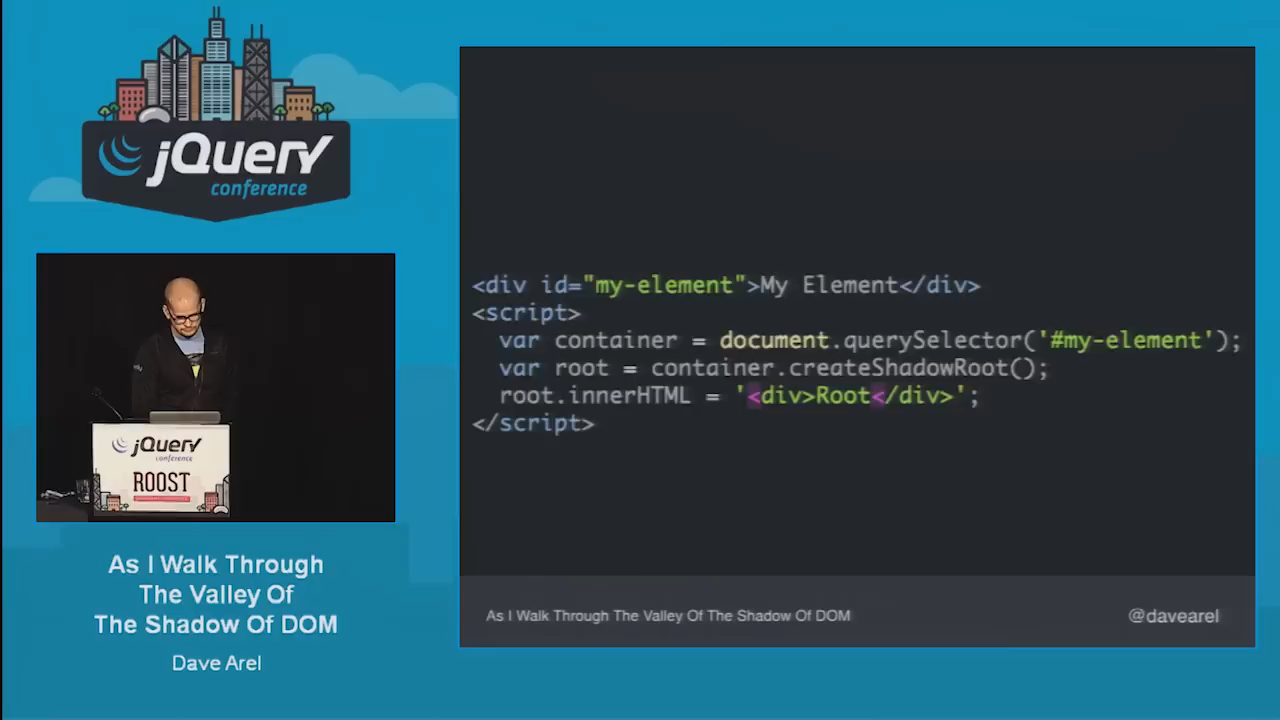 jQuery
conference
jQuery
conference
ROOST
As I Walk Through
The Valley Of
The Shadow Of DOM
Dave Arel
<div id="my-element">My Element</div>
<script>
  var container = document.querySelector('#my-element');
  var root = container.createShadowRoot();
  root.innerHTML = '<div>Root</div>';
</script>
As I Walk Through The Valley Of The Shadow Of DOM
@davearel